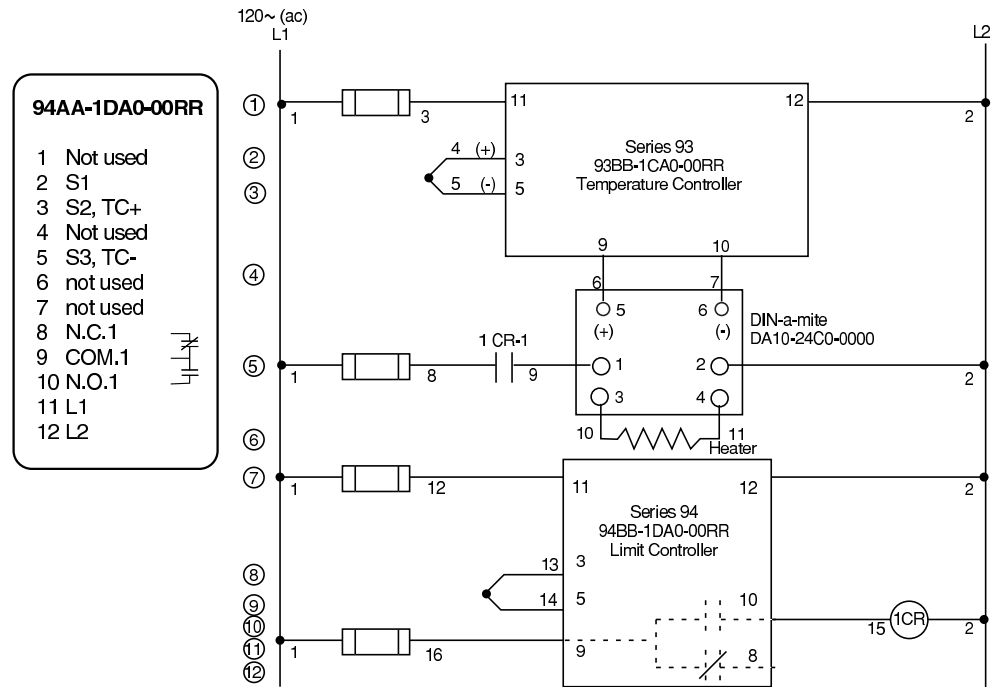 120~ (ac)
L1
L2
94AA-1DA0-00RR
1 Not used
2 S1
3 S2, TC+
4 Not used
5 S3, TC-
6 not used
7 not used
8 N.C.1
9 COM.1
10 N.O.1
11 L1
12 L2
1
1
3
11
12
2
Series 93
93BB-1CA0-00RR
Temperature Controller
2
4 (+)
3
3
5 (-)
5
9
10
4
6
7
5
6
(+)
(-)
DIN-a-mite
DA10-24C0-0000
5
1
8
1 CR-1
9
1
2
2
3
4
6
10
11
Heater
7
1
12
11
12
2
Series 94
94BB-1DA0-00RR
Limit Controller
8
13
3
9
14
5
10
10
15
1CR
2
11
1
16
9
8
12